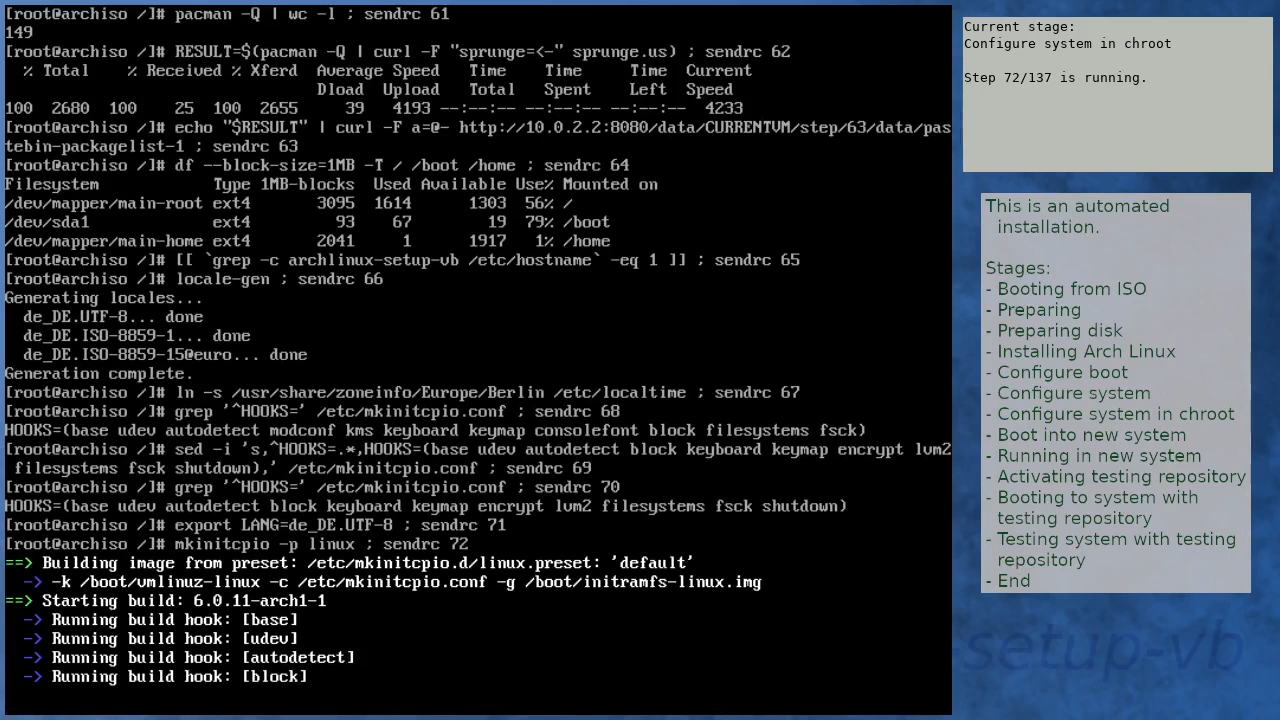 [root@archiso /]# pacman -Q | wc -l ; sendrc 61
149
[root@archiso /]# RESULT=$(pacman -Q | curl -F "sprunge=<-" sprunge.us) ; sendrc 62
  % Total    % Received % Xferd  Average Speed   Time    Time     Time  Current
                                 Dload  Upload   Total   Spent    Left  Speed
100  2680  100    25  100  2655     39   4193 --:--:-- --:--:-- --:--:--  4233
[root@archiso /]# echo "$RESULT" | curl -F a=@- http://10.0.2.2:8080/data/CURRENTVM/step/63/data/pas
tebin-packagelist-1 ; sendrc 63
[root@archiso /]# df --block-size=1MB -T / /boot /home ; sendrc 64
Filesystem            Type 1MB-blocks  Used Available Use% Mounted on
/dev/mapper/main-root ext4       3095  1614      1303  56% /
/dev/sda1             ext4         93    67        19  79% /boot
/dev/mapper/main-home ext4       2041     1      1917   1% /home
[root@archiso /]# [[ `grep -c archlinux-setup-vb /etc/hostname` -eq 1 ]] ; sendrc 65
[root@archiso /]# locale-gen ; sendrc 66
Generating locales...
  de_DE.UTF-8... done
  de_DE.ISO-8859-1... done
  de_DE.ISO-8859-15@euro... done
Generation complete.
[root@archiso /]# ln -s /usr/share/zoneinfo/Europe/Berlin /etc/localtime ; sendrc 67
[root@archiso /]# grep '^HOOKS=' /etc/mkinitcpio.conf ; sendrc 68
HOOKS=(base udev autodetect modconf kms keyboard keymap consolefont block filesystems fsck)
[root@archiso /]# sed -i 's,^HOOKS=.*,HOOKS=(base udev autodetect block keyboard keymap encrypt lvm2
 filesystems fsck shutdown),' /etc/mkinitcpio.conf ; sendrc 69
[root@archiso /]# grep '^HOOKS=' /etc/mkinitcpio.conf ; sendrc 70
HOOKS=(base udev autodetect block keyboard keymap encrypt lvm2 filesystems fsck shutdown)
[root@archiso /]# export LANG=de_DE.UTF-8 ; sendrc 71
[root@archiso /]# mkinitcpio -p linux ; sendrc 72
==> Building image from preset: /etc/mkinitcpio.d/linux.preset: 'default'
  -> -k /boot/vmlinuz-linux -c /etc/mkinitcpio.conf -g /boot/initramfs-linux.img
==> Starting build: 6.0.11-arch1-1
  -> Running build hook: [base]
  -> Running build hook: [udev]
  -> Running build hook: [autodetect]
  -> Running build hook: [block]
Current stage:
Configure system in chroot
Step 72/137 is running.
This is an automated
installation.
Stages:
- Booting from ISO
- Preparing
- Preparing disk
- Installing Arch Linux
- Configure boot
- Configure system
- Configure system in chroot
- Boot into new system
- Running in new system
- Activating testing repository
- Booting to system with
testing repository
- Testing system with testing
repository
- End
-setup-vb